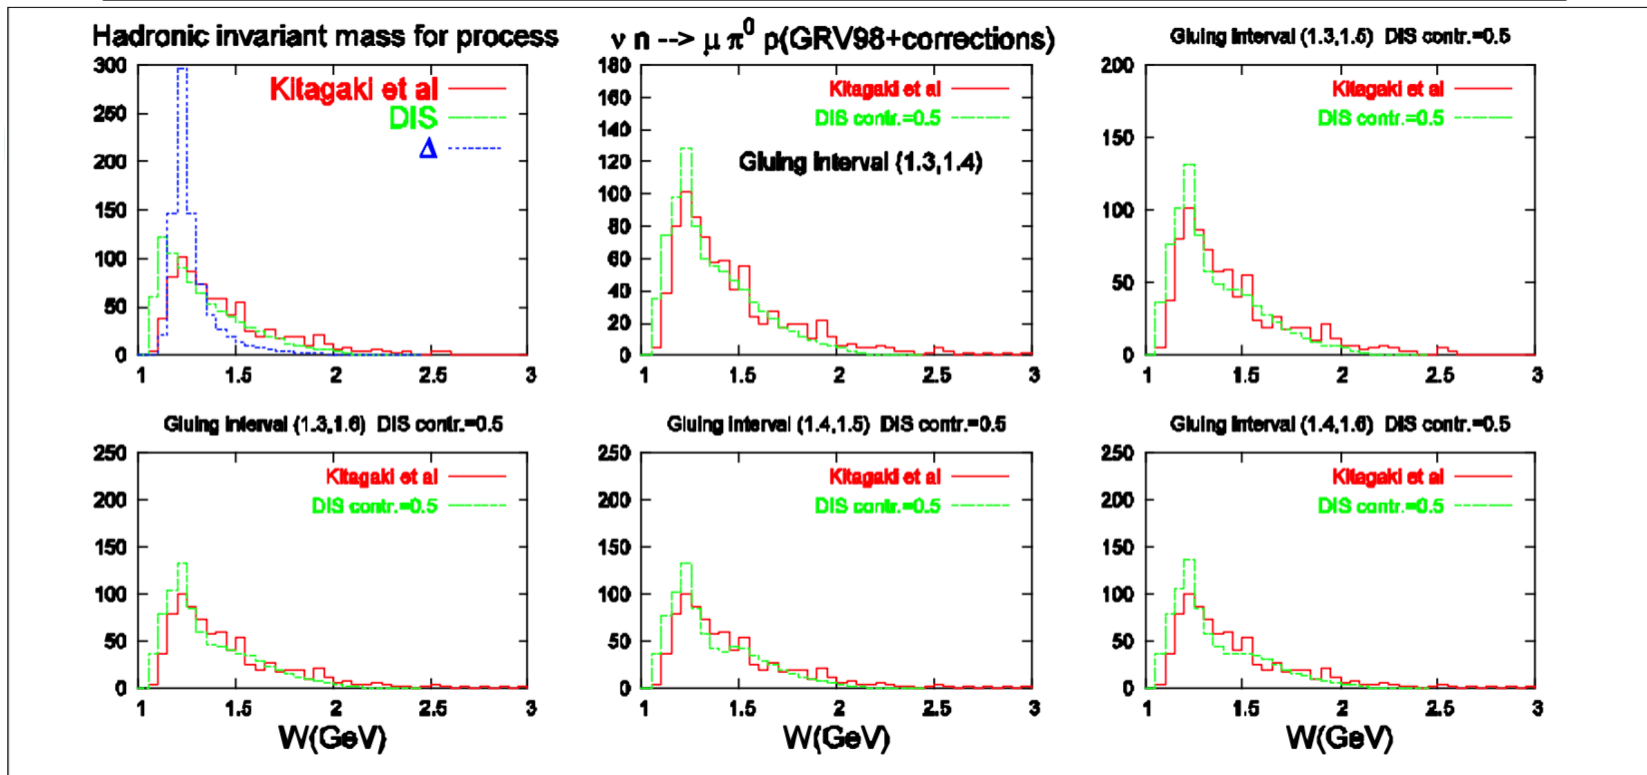 Hadronic invariant mass for process ν n --> μ π⁰ p(GRV98+corrections)
Kitagaki et al
DIS
Δ
300
250
200
150
100
50
0
1 1.5 2 2.5 3
Kitagaki et al
DIS contr.=0.5
Gluing interval (1.3,1.4)
180
160
140
120
100
80
60
40
20
0
1 1.5 2 2.5 3
Gluing interval (1.3,1.5) DIS contr.=0.5
Kitagaki et al
DIS contr.=0.5
200
150
100
50
0
1 1.5 2 2.5 3
Gluing interval (1.3,1.6) DIS contr.=0.5
Kitagaki et al
DIS contr.=0.5
250
200
150
100
50
0
1 1.5 2 2.5 3
W(GeV)
Gluing interval (1.4,1.5) DIS contr.=0.5
Kitagaki et al
DIS contr.=0.5
250
200
150
100
50
0
1 1.5 2 2.5 3
W(GeV)
Gluing interval (1.4,1.6) DIS contr.=0.5
Kitagaki et al
DIS contr.=0.5
250
200
150
100
50
0
1 1.5 2 2.5 3
W(GeV)